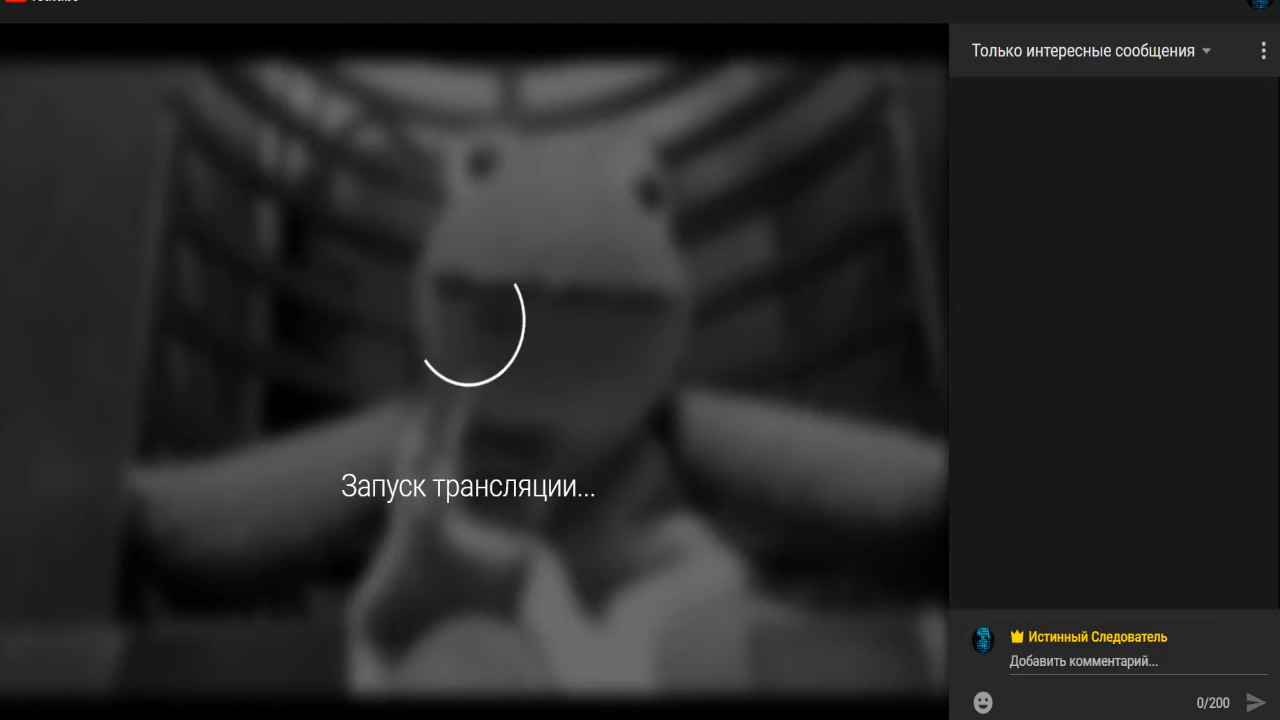 Только интересные сообщения
Запуск трансляции...
Истинный Следователь
Добавить комментарий...
0/200